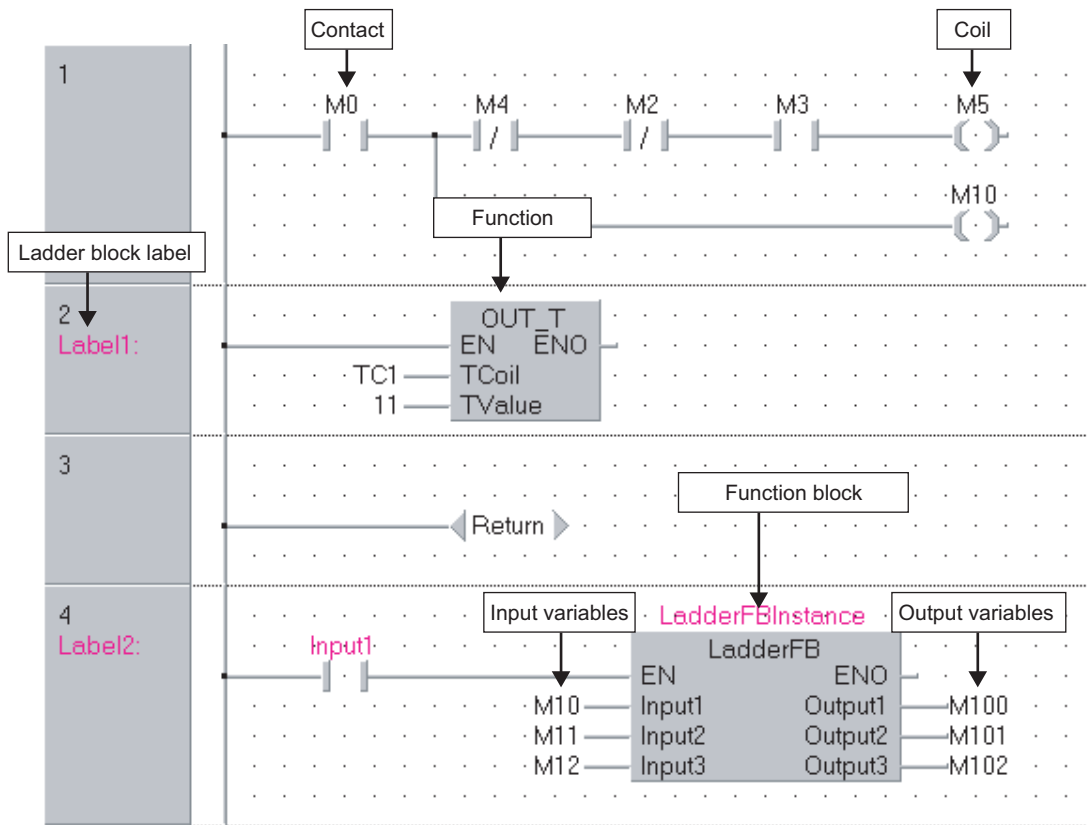 Contact
Coil
1
M0 M4 M2 M3 M5
M10
Function
Ladder block label
2
Label1:
OUT_T
EN ENO
TC1 TCoil
11 TValue
3
Function block
Return
4
Label2:
Input variables
LadderFBInstance
Output variables
Input1
LadderFB
EN ENO
M10 Input1 Output1 M100
M11 Input2 Output2 M101
M12 Input3 Output3 M102